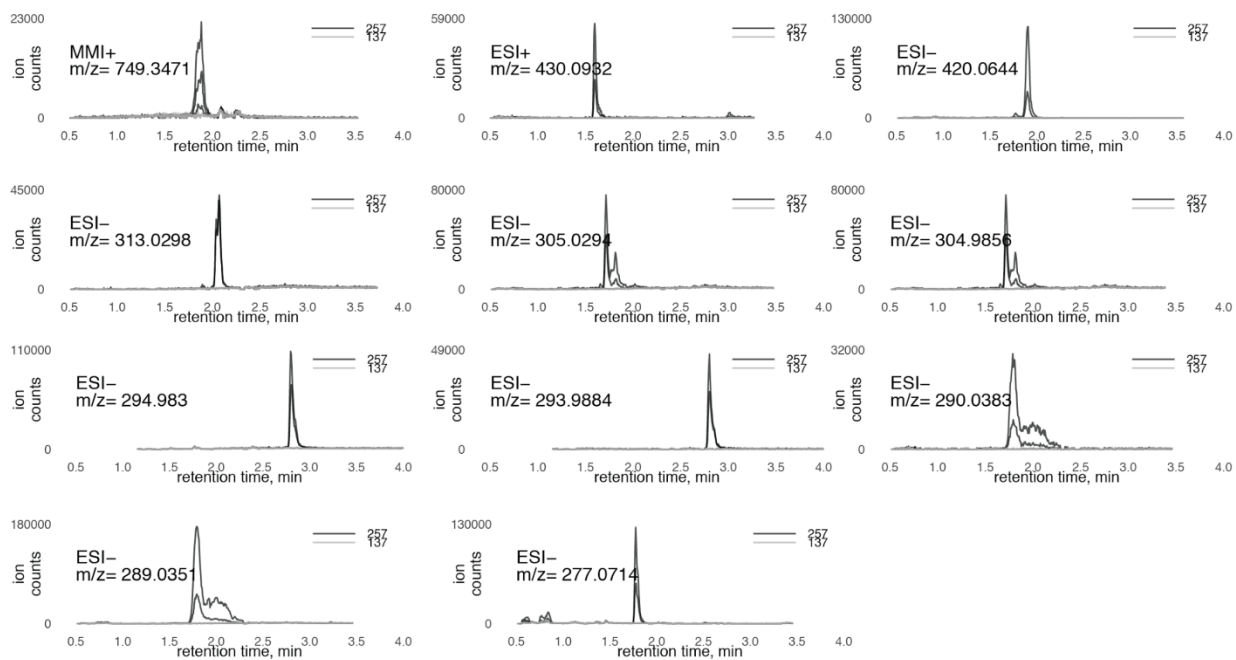 23000
ion
counts
MMI+
m/z= 749.3471
257
137
0
0.5 1.0 1.5 2.0 2.5 3.0 3.5 4.0
retention time, min
59000
ion
counts
ESI+
m/z= 430.0932
257
137
0
0.5 1.0 1.5 2.0 2.5 3.0 3.5 4.0
retention time, min
130000
ion
counts
ESI−
m/z= 420.0644
257
137
0
0.5 1.0 1.5 2.0 2.5 3.0 3.5 4.0
retention time, min
45000
ion
counts
ESI−
m/z= 313.0298
257
137
0
0.5 1.0 1.5 2.0 2.5 3.0 3.5 4.0
retention time, min
80000
ion
counts
ESI−
m/z= 305.0294
257
137
0
0.5 1.0 1.5 2.0 2.5 3.0 3.5 4.0
retention time, min
80000
ion
counts
ESI−
m/z= 304.9856
257
137
0
0.5 1.0 1.5 2.0 2.5 3.0 3.5 4.0
retention time, min
110000
ion
counts
ESI−
m/z= 294.983
257
137
0
0.5 1.0 1.5 2.0 2.5 3.0 3.5 4.0
retention time, min
49000
ion
counts
ESI−
m/z= 293.9884
257
137
0
0.5 1.0 1.5 2.0 2.5 3.0 3.5 4.0
retention time, min
32000
ion
counts
ESI−
m/z= 290.0383
257
137
0
0.5 1.0 1.5 2.0 2.5 3.0 3.5 4.0
retention time, min
180000
ion
counts
ESI−
m/z= 289.0351
257
137
0
0.5 1.0 1.5 2.0 2.5 3.0 3.5 4.0
retention time, min
130000
ion
counts
ESI−
m/z= 277.0714
257
137
0
0.5 1.0 1.5 2.0 2.5 3.0 3.5 4.0
retention time, min